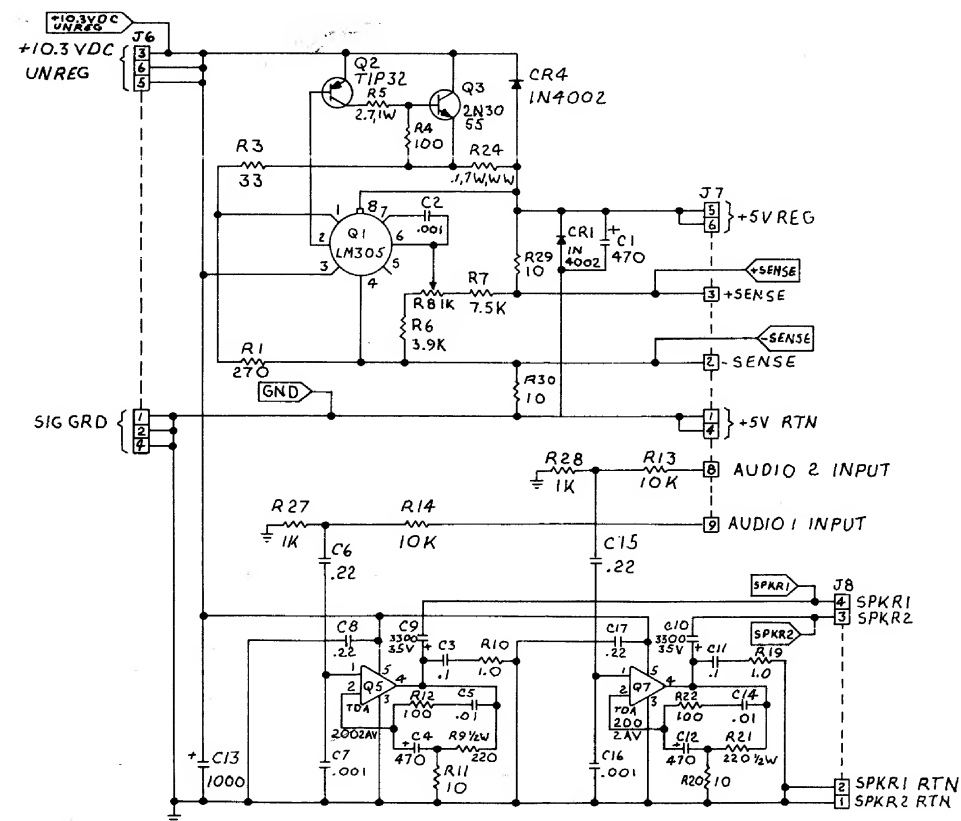 +10.3VDC
UNREG
J6
+10.3 VDC
UNREG
3
6
5
Q2
TIP32
R5
2.7,1W
Q3
2N30
55
CR4
1N4002
R4
100
R24
.1,7W,WW
R3
33
J7
5
6
+5V REG
1
8
7
C2
.001
2
Q1
LM305
6
3
4
5
CR1
1N
4002
+
C1
470
R29
10
R7
7.5K
R8 1K
+SENSE
3
+SENSE
R6
3.9K
-SENSE
R1
270
2
-SENSE
GND
R30
10
SIG GRD
1
2
4
1
4
+5V RTN
R28
1K
R13
10K
8
AUDIO 2 INPUT
R27
1K
R14
10K
9
AUDIO 1 INPUT
C6
.22
C15
.22
SPKR1
J8
4
SPKR1
3
SPKR2
SPKR2
C8
.22
C9
3300
35V
+
C3
.1
R10
1.0
C17
.22
C10
3300
35V
+
C11
.1
R19
1.0
1
5
2
Q5
4
3
TDA
2002AV
R12
100
C5
.01
+
C4
470
R9 1/2W
220
R11
10
C7
.001
1
5
2
Q7
4
3
TDA
200
2AV
R22
100
C14
.01
+
C12
470
R21
220 1/2W
R20
10
C16
.001
+
C13
1000
2
SPKR1 RTN
1
SPKR2 RTN